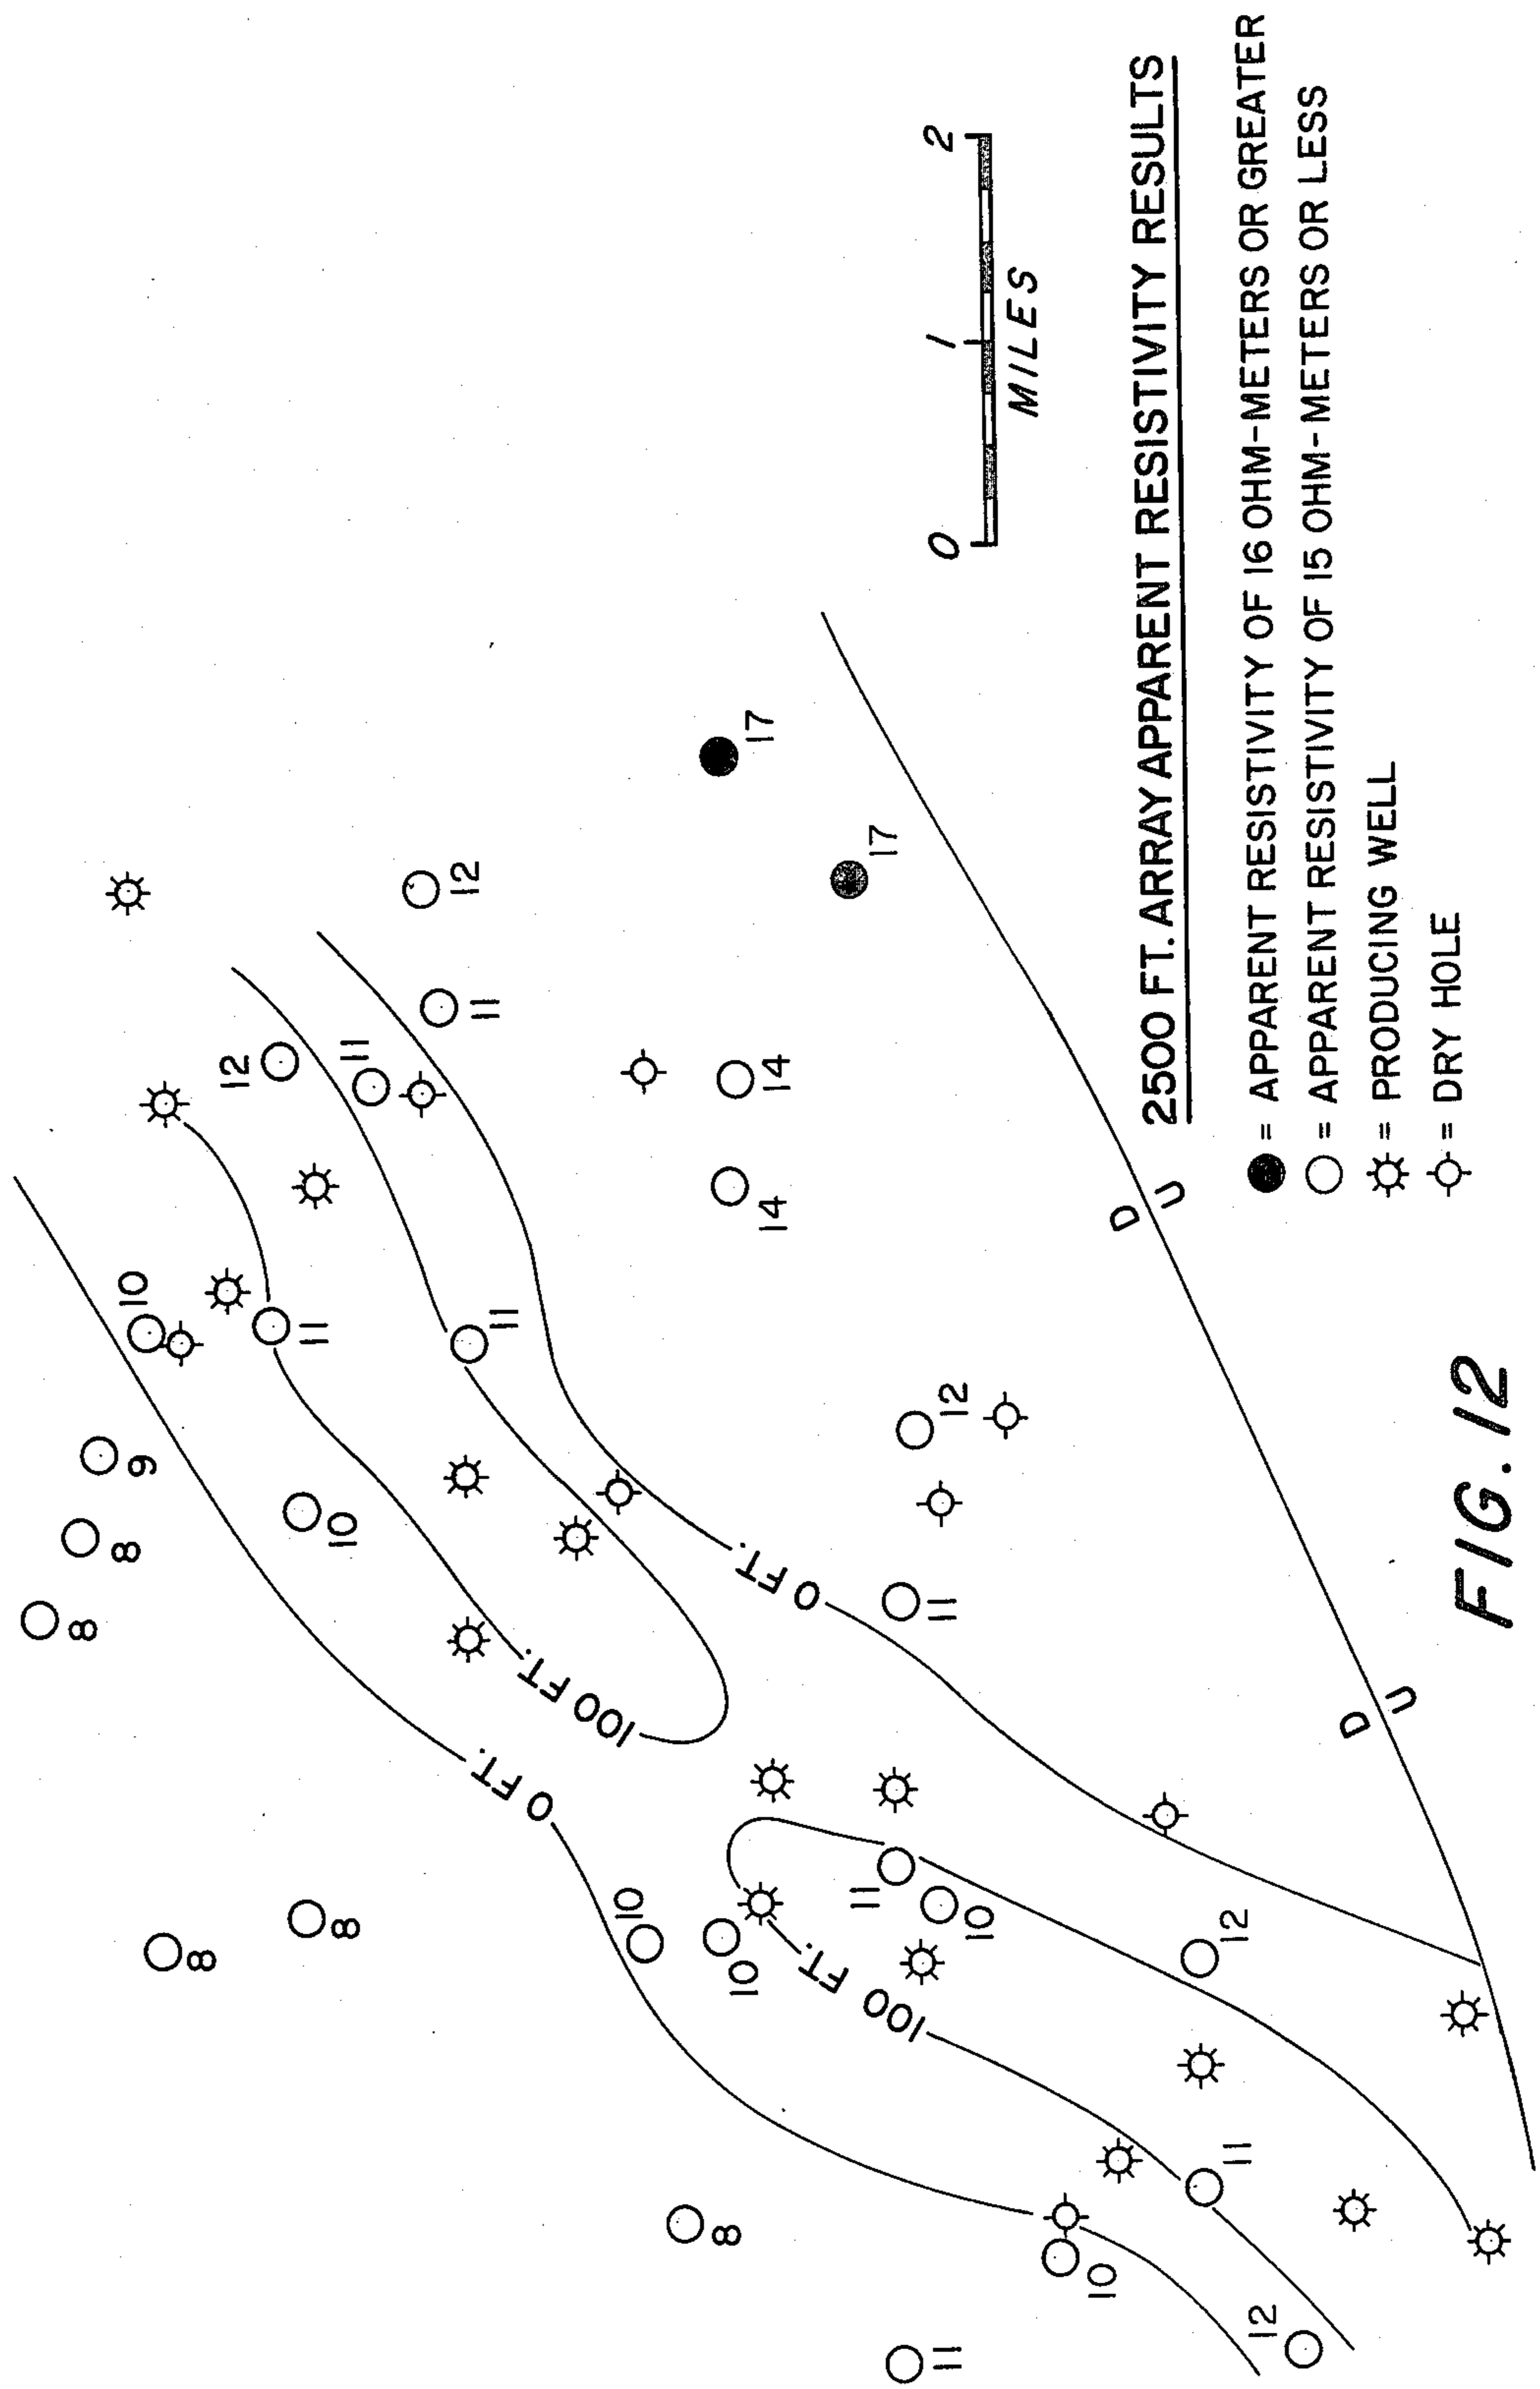 8
8
10
9
8
12
11
10
8
11
12
11
11
0 FT.
100 FT.
10
8
10
17
14
14
0 FT.
100 FT.
11
17
11
11
12
0 1 2
10
MILES
10
D
U
2500 FT. ARRAY APPARENT RESISTIVITY RESULTS
12
11
12
● = APPARENT RESISTIVITY OF 16 OHM-METERS OR GREATER
○ = APPARENT RESISTIVITY OF 15 OHM-METERS OR LESS
D
U
= PRODUCING WELL
= DRY HOLE
FIG. 12